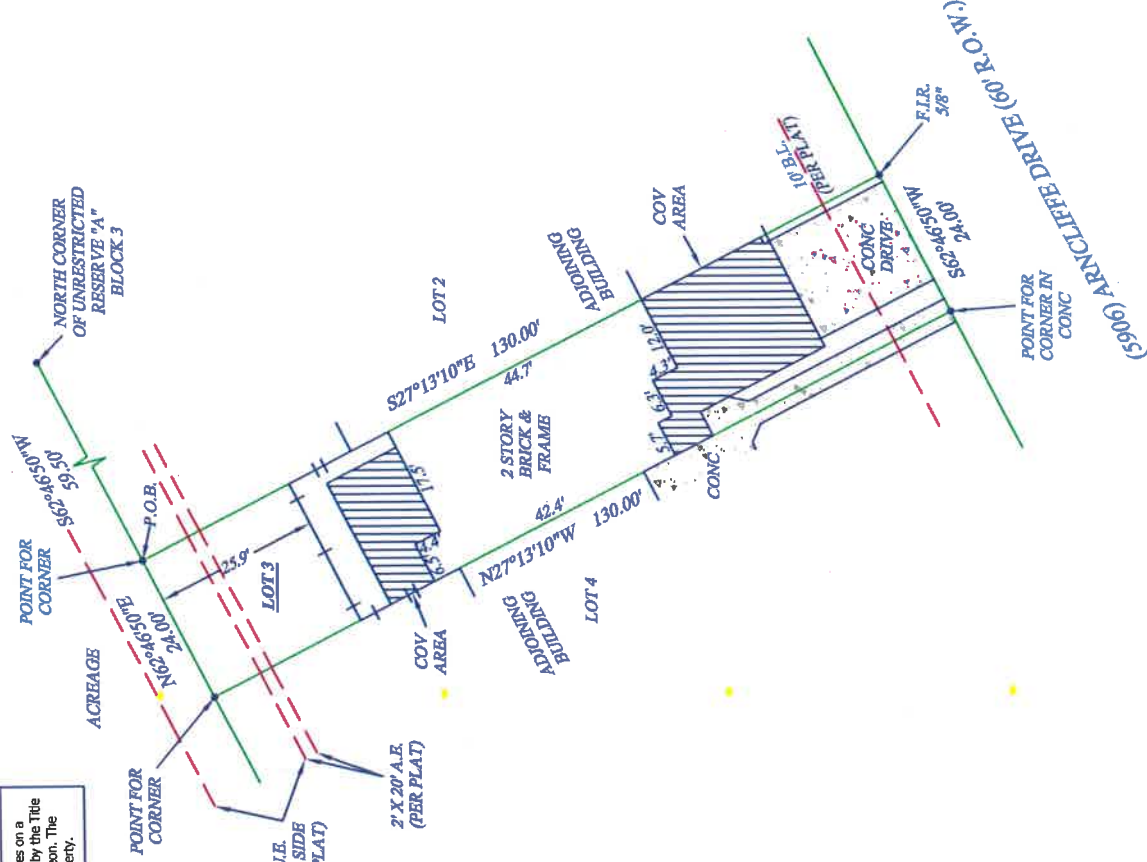 NORTH CORNER
OF UNRESTRICTED
RESERVE "A"
BLOCK 3
POINT FOR
CORNER
S62°46'50"W
59.50'
P.O.B.
ACREAGE
N62°46'50"E
24.00'
25.9'
LOT 3
POINT FOR
CORNER
SIDE
2' X 20' A.E.
(PER PLAT)
es on a
by the Title
on. The
erty.
LOT 2
S27°13'10"E 130.00'
44.7'
ADJOINING
BUILDING
17.5'
6.5'
COV
AREA
2 STORY
BRICK &
FRAME
42.4'
N27°13'10"W 130.00'
ADJOINING
BUILDING
LOT 4
12.0'
4.3'
6.3'
5.7'
COV
AREA
CONC
10' B.L.
(PER PLAT)
CONC
DRIVE
F.I.R.
5/8"
S62°46'50"W
24.00'
POINT FOR
CORNER IN
CONC
(5906) ARNCLIFFE DRIVE (60' R.O.W.)